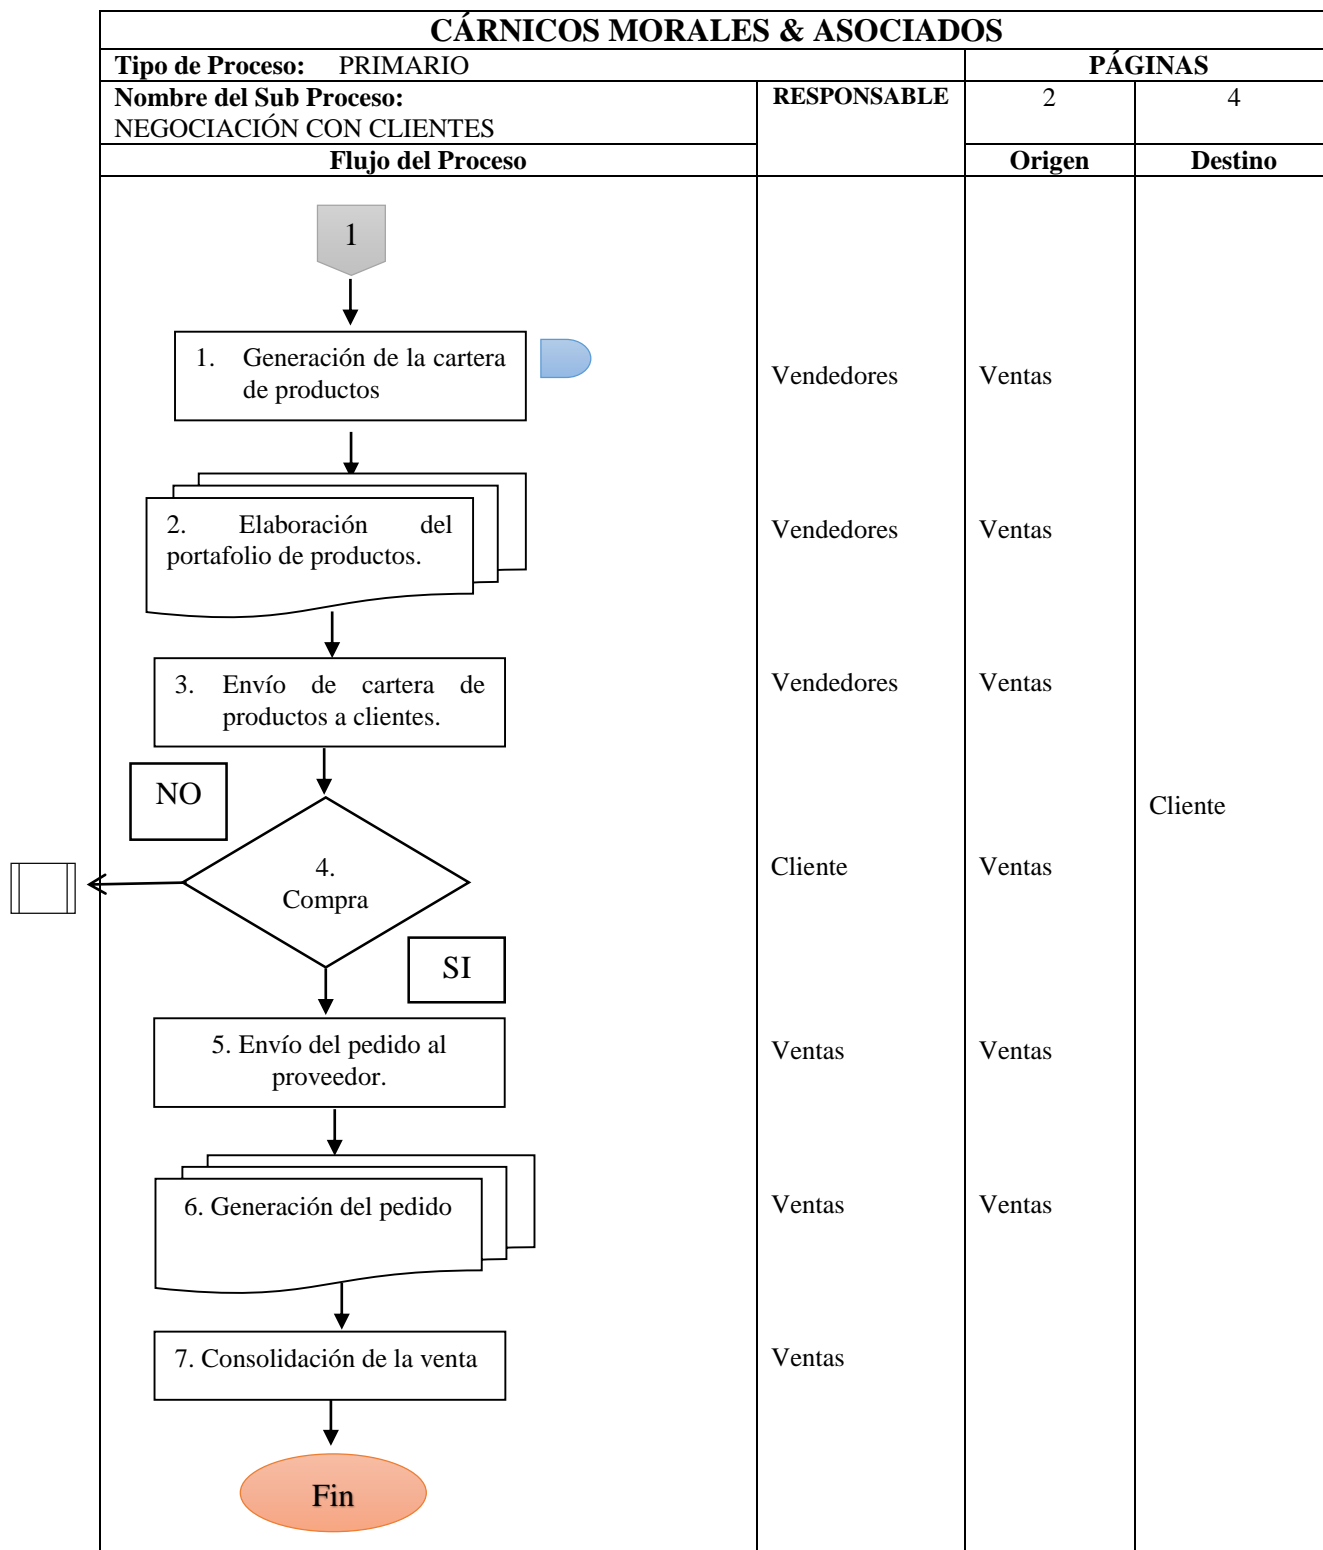 CÁRNICOS MORALES & ASOCIADOS
Tipo de Proceso: PRIMARIO
PÁGINAS
Nombre del Sub Proceso:
NEGOCIACIÓN CON CLIENTES
RESPONSABLE
2
4
Flujo del Proceso
Origen
Destino
1
1. Generación de la cartera
de productos
Vendedores
Ventas
2. Elaboración del
portafolio de productos.
Vendedores
Ventas
3. Envío de cartera de
productos a clientes.
Vendedores
Ventas
NO
Cliente
4.
Compra
Cliente
Ventas
SI
5. Envío del pedido al
proveedor.
Ventas
Ventas
6. Generación del pedido
Ventas
Ventas
7. Consolidación de la venta
Ventas
Fin